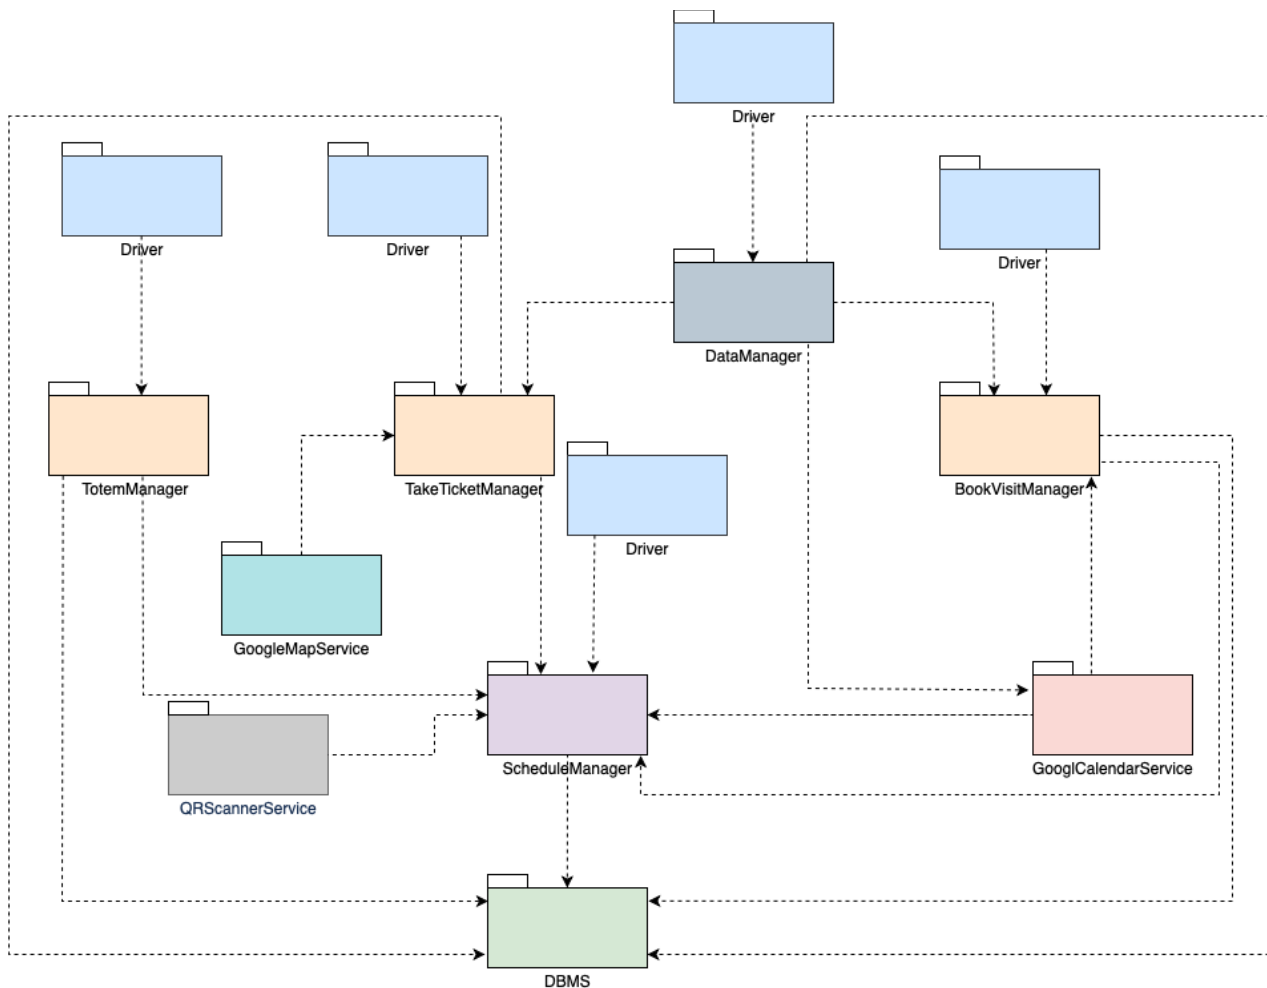 Driver
Driver
Driver
Driver
DataManager
TotemManager
TakeTicketManager
BookVisitManager
Driver
GoogleMapService
ScheduleManager
GooglCalendarService
QRScannerService
DBMS